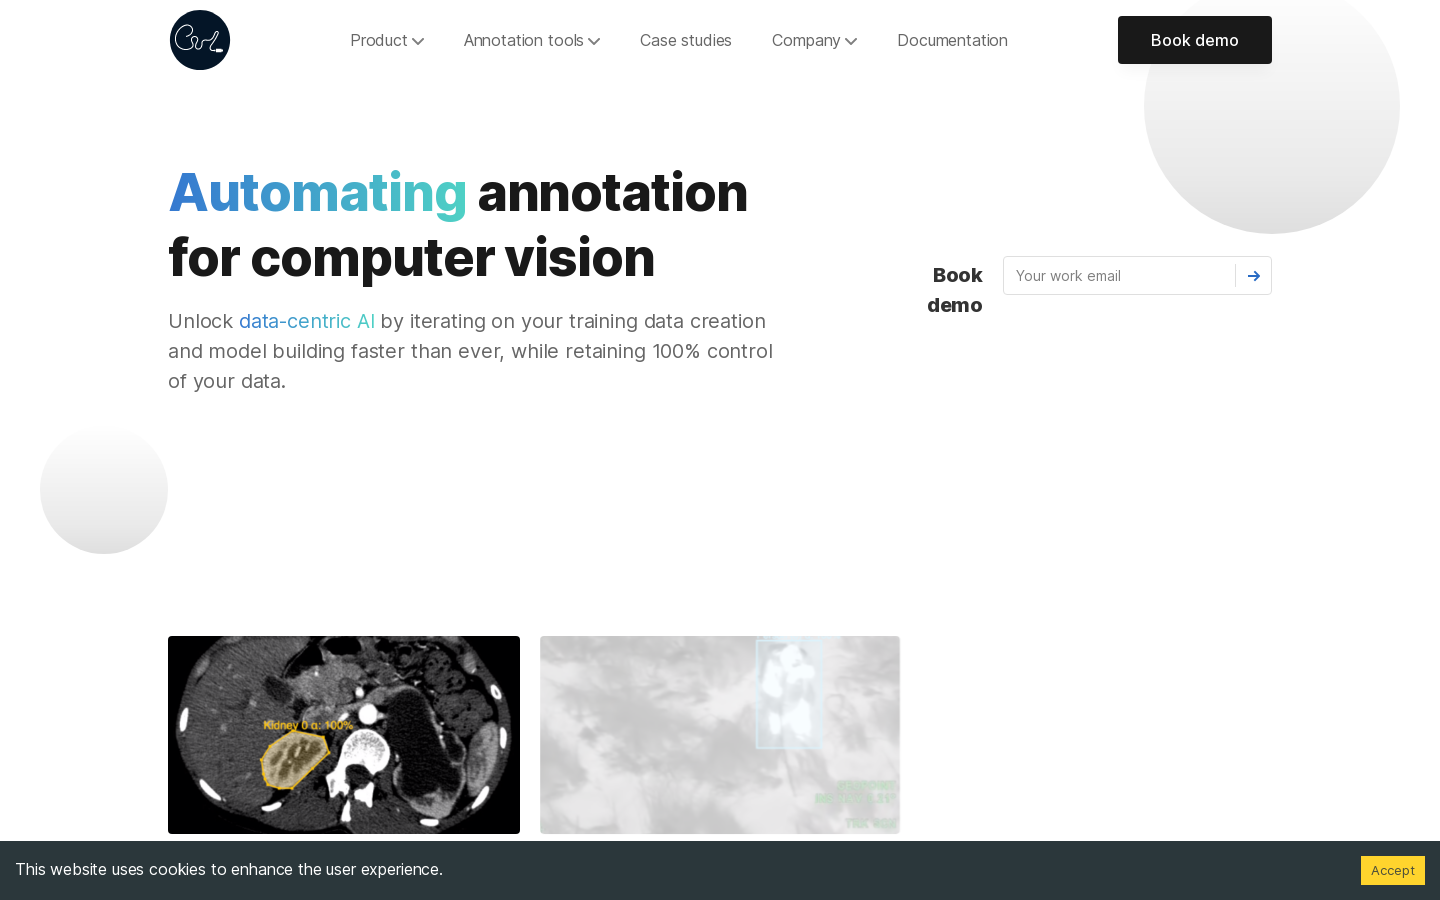 Product
Annotation tools
Case studies
Company
Documentation
Book demo
Automating annotation
for computer vision
Unlock data-centric AI by iterating on your training data creation
and model building faster than ever, while retaining 100% control
of your data.
Book
demo
Your work email
Kidney 0 a: 100%
This website uses cookies to enhance the user experience.
Accept